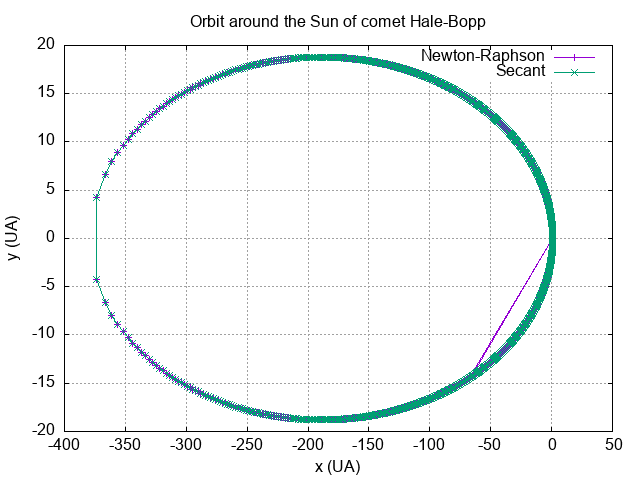 Orbit around the Sun of comet Hale-Bopp
Newton-Raphson
Secant
20
15
10
5
0
-5
-10
-15
-20
y (UA)
-400 -350 -300 -250 -200 -150 -100 -50 0 50
x (UA)